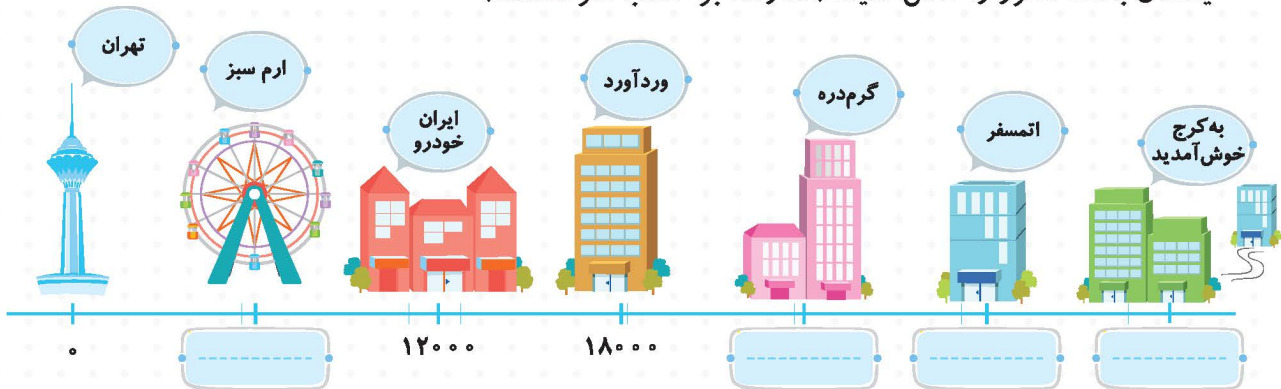 تهران
ارم سبز
ایران
خودرو
وردآورد
گرم‌دره
اتمسفر
به کرج
خوش‌آمدید
۰
۱۲۰۰۰
۱۸۰۰۰